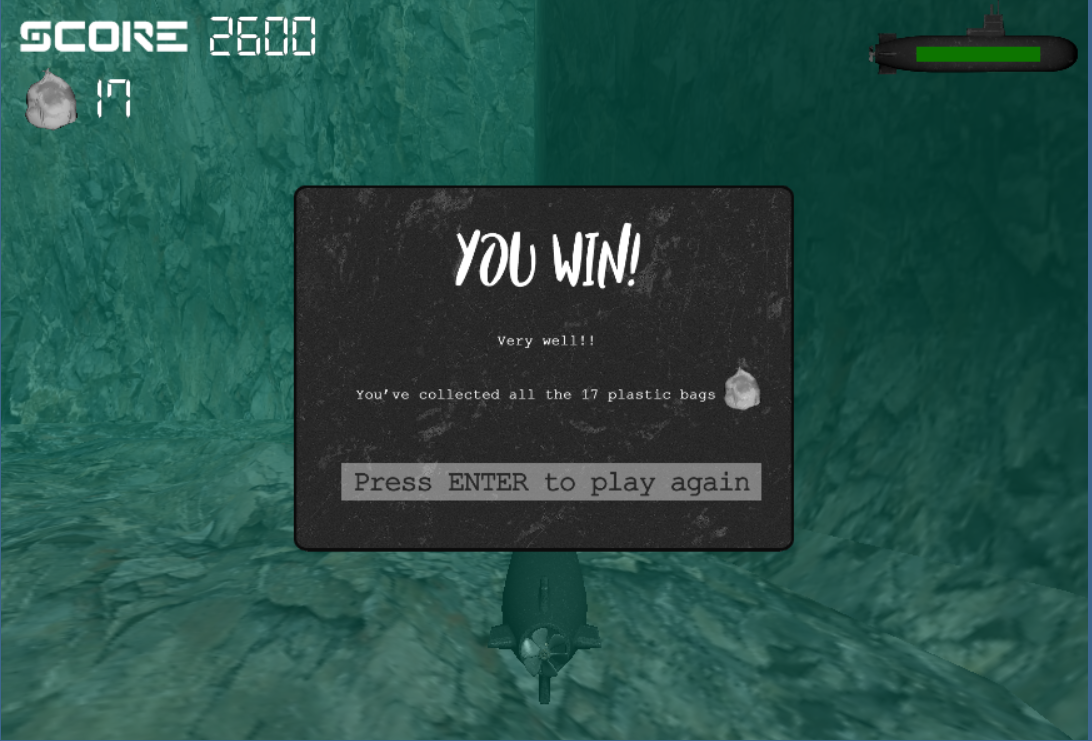 SCORE 2600
17
YOU WIN!
Very well!!
You've collected all the 17 plastic bags
Press ENTER to play again